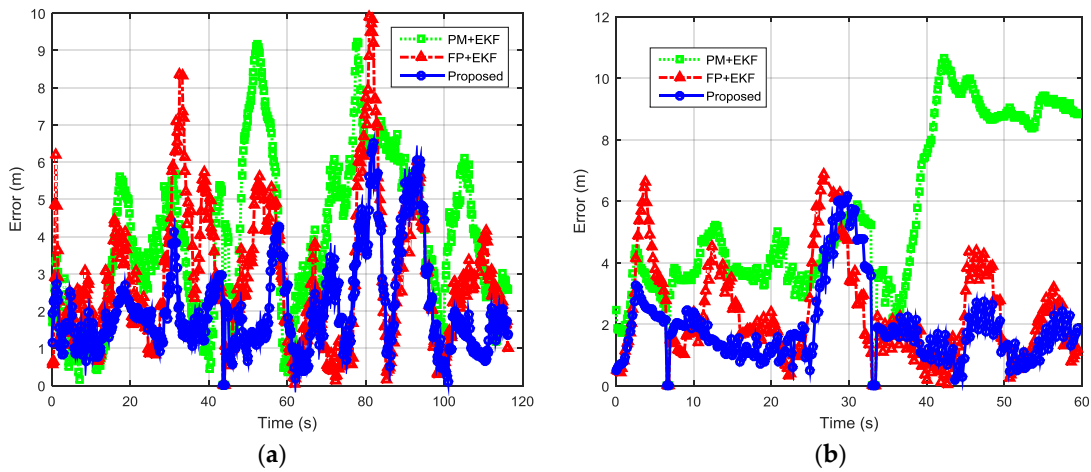 10
9
8
7
6
5
4
3
2
1
0
Error (m)
0 20 40 60 80 100 120
Time (s)
PM+EKF
FP+EKF
Proposed
(a)
12
10
8
6
4
2
0
Error (m)
0 10 20 30 40 50 60
Time (s)
PM+EKF
FP+EKF
Proposed
(b)